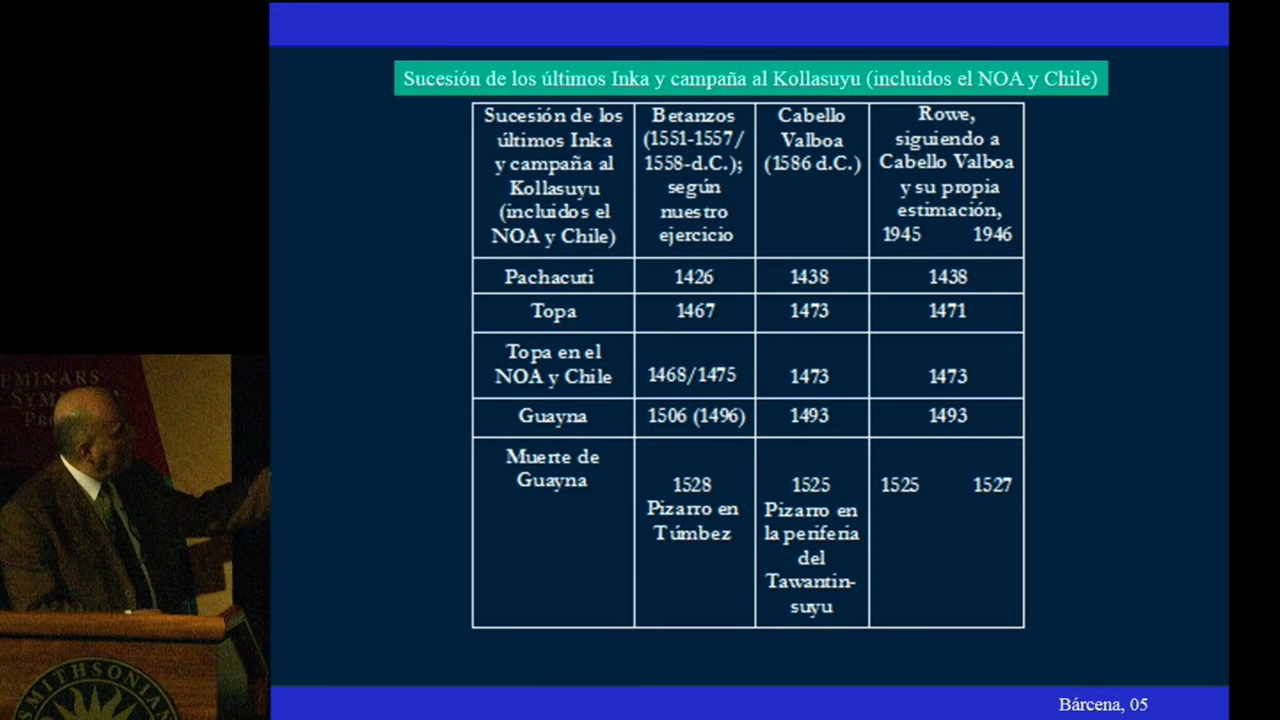 Sucesión de los últimos Inka y campaña al Kollasuyu (incluidos el NOA y Chile)
Sucesión de los
últimos Inka
y campaña al
Kollasuyu
(incluidos el
NOA y Chile)
Betanzos
(1551-1557/
1558-d.C.);
según
nuestro
ejercicio
Cabello
Valboa
(1586 d.C.)
Rowe,
siguiendo a
Cabello Valboa
y su propia
estimación,
1945 1946
Pachacuti 1426 1438 1438
Topa 1467 1473 1471
Topa en el
NOA y Chile 1468/1475 1473 1473
Guayna 1506 (1496) 1493 1493
Muerte de
Guayna
1528
Pizarro en
Túmbez
1525
Pizarro en
la periferia
del
Tawantin-
suyu
1525 1527
Bárcena, 05
SMITHSONIAN